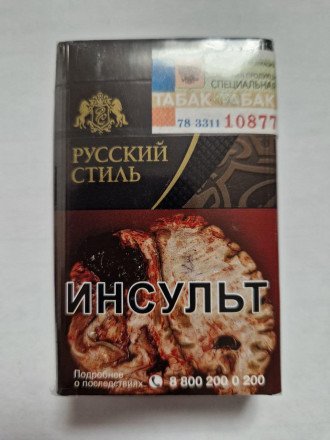 СПЕЦИАЛЬНАЯ
ТАБАК ТАБАК
78 3311 10877
РУССКИЙ
СТИЛЬ
ИНСУЛЬТ
Подробнее
о последствиях
8 800 200 0 200